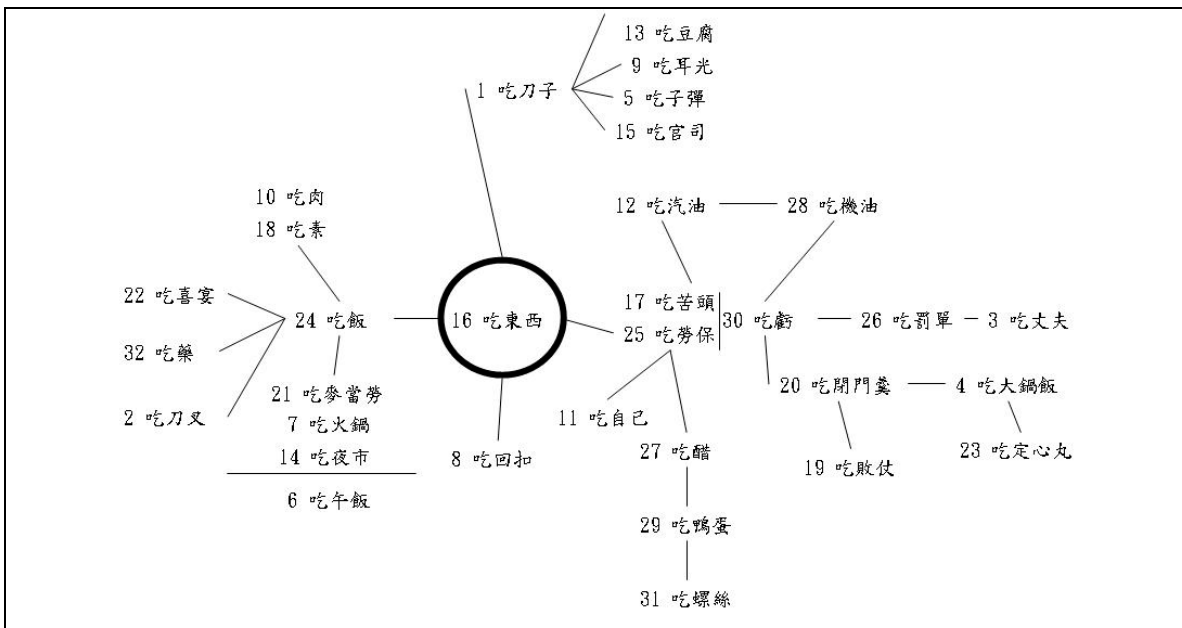 13 吃豆腐
9 吃耳光
1 吃刀子
5 吃子彈
15 吃官司
10 吃肉
18 吃素
12 吃汽油
28 吃機油
22 吃喜宴
24 吃飯
16 吃東西
17 吃苦頭
25 吃勞保
30 吃虧
26 吃罰單
3 吃丈夫
32 吃藥
2 吃刀叉
21 吃麥當勞
7 吃火鍋
14 吃夜市
6 吃午飯
8 吃回扣
11 吃自己
20 吃閉門羹
4 吃大鍋飯
27 吃醋
19 吃敗仗
23 吃定心丸
29 吃鴨蛋
31 吃螺絲